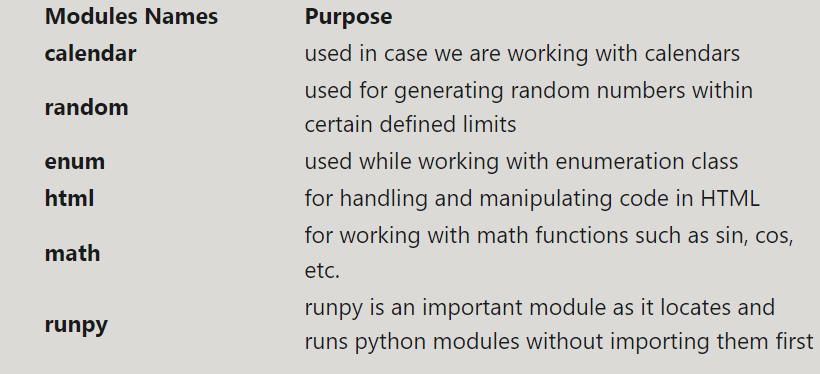 Modules Names Purpose
calendar used in case we are working with calendars
random used for generating random numbers within
certain defined limits
enum used while working with enumeration class
html for handling and manipulating code in HTML
math for working with math functions such as sin, cos,
etc.
runpy runpy is an important module as it locates and
runs python modules without importing them first